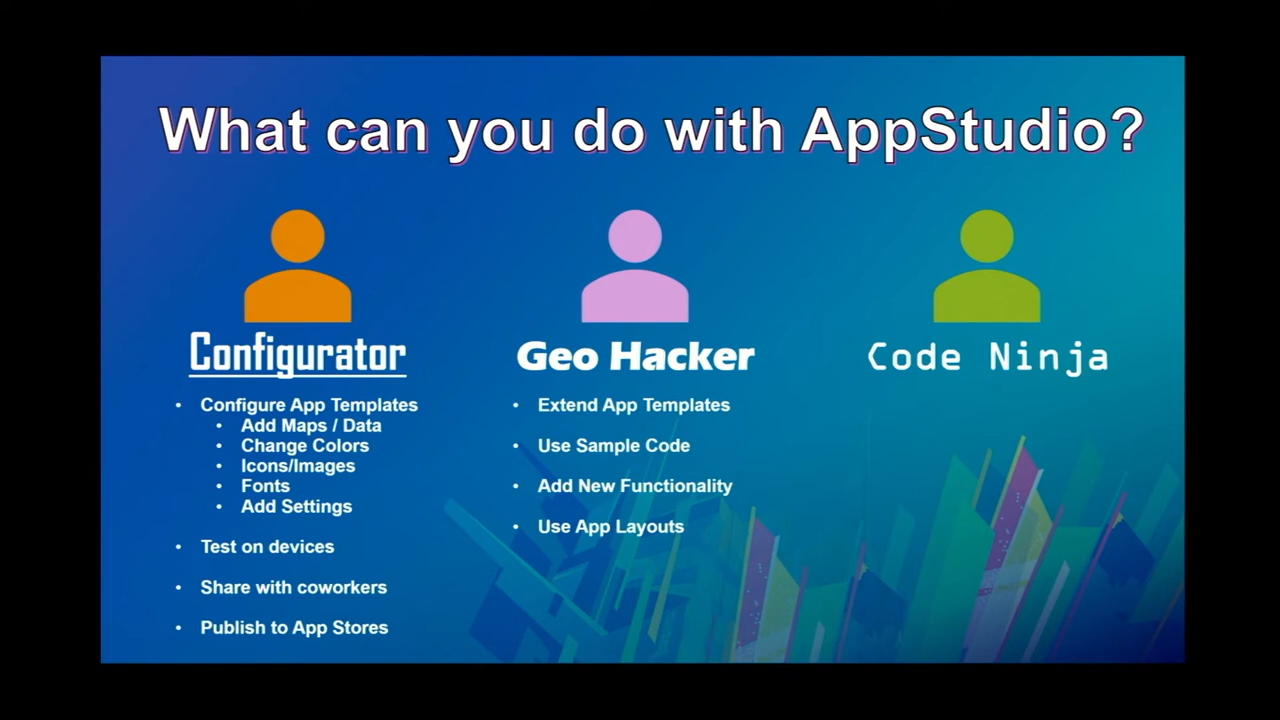 What can you do with AppStudio?
Configurator
• Configure App Templates
• Add Maps / Data
• Change Colors
• Icons/Images
• Fonts
• Add Settings
• Test on devices
• Share with coworkers
• Publish to App Stores
Geo Hacker
• Extend App Templates
• Use Sample Code
• Add New Functionality
• Use App Layouts
Code Ninja